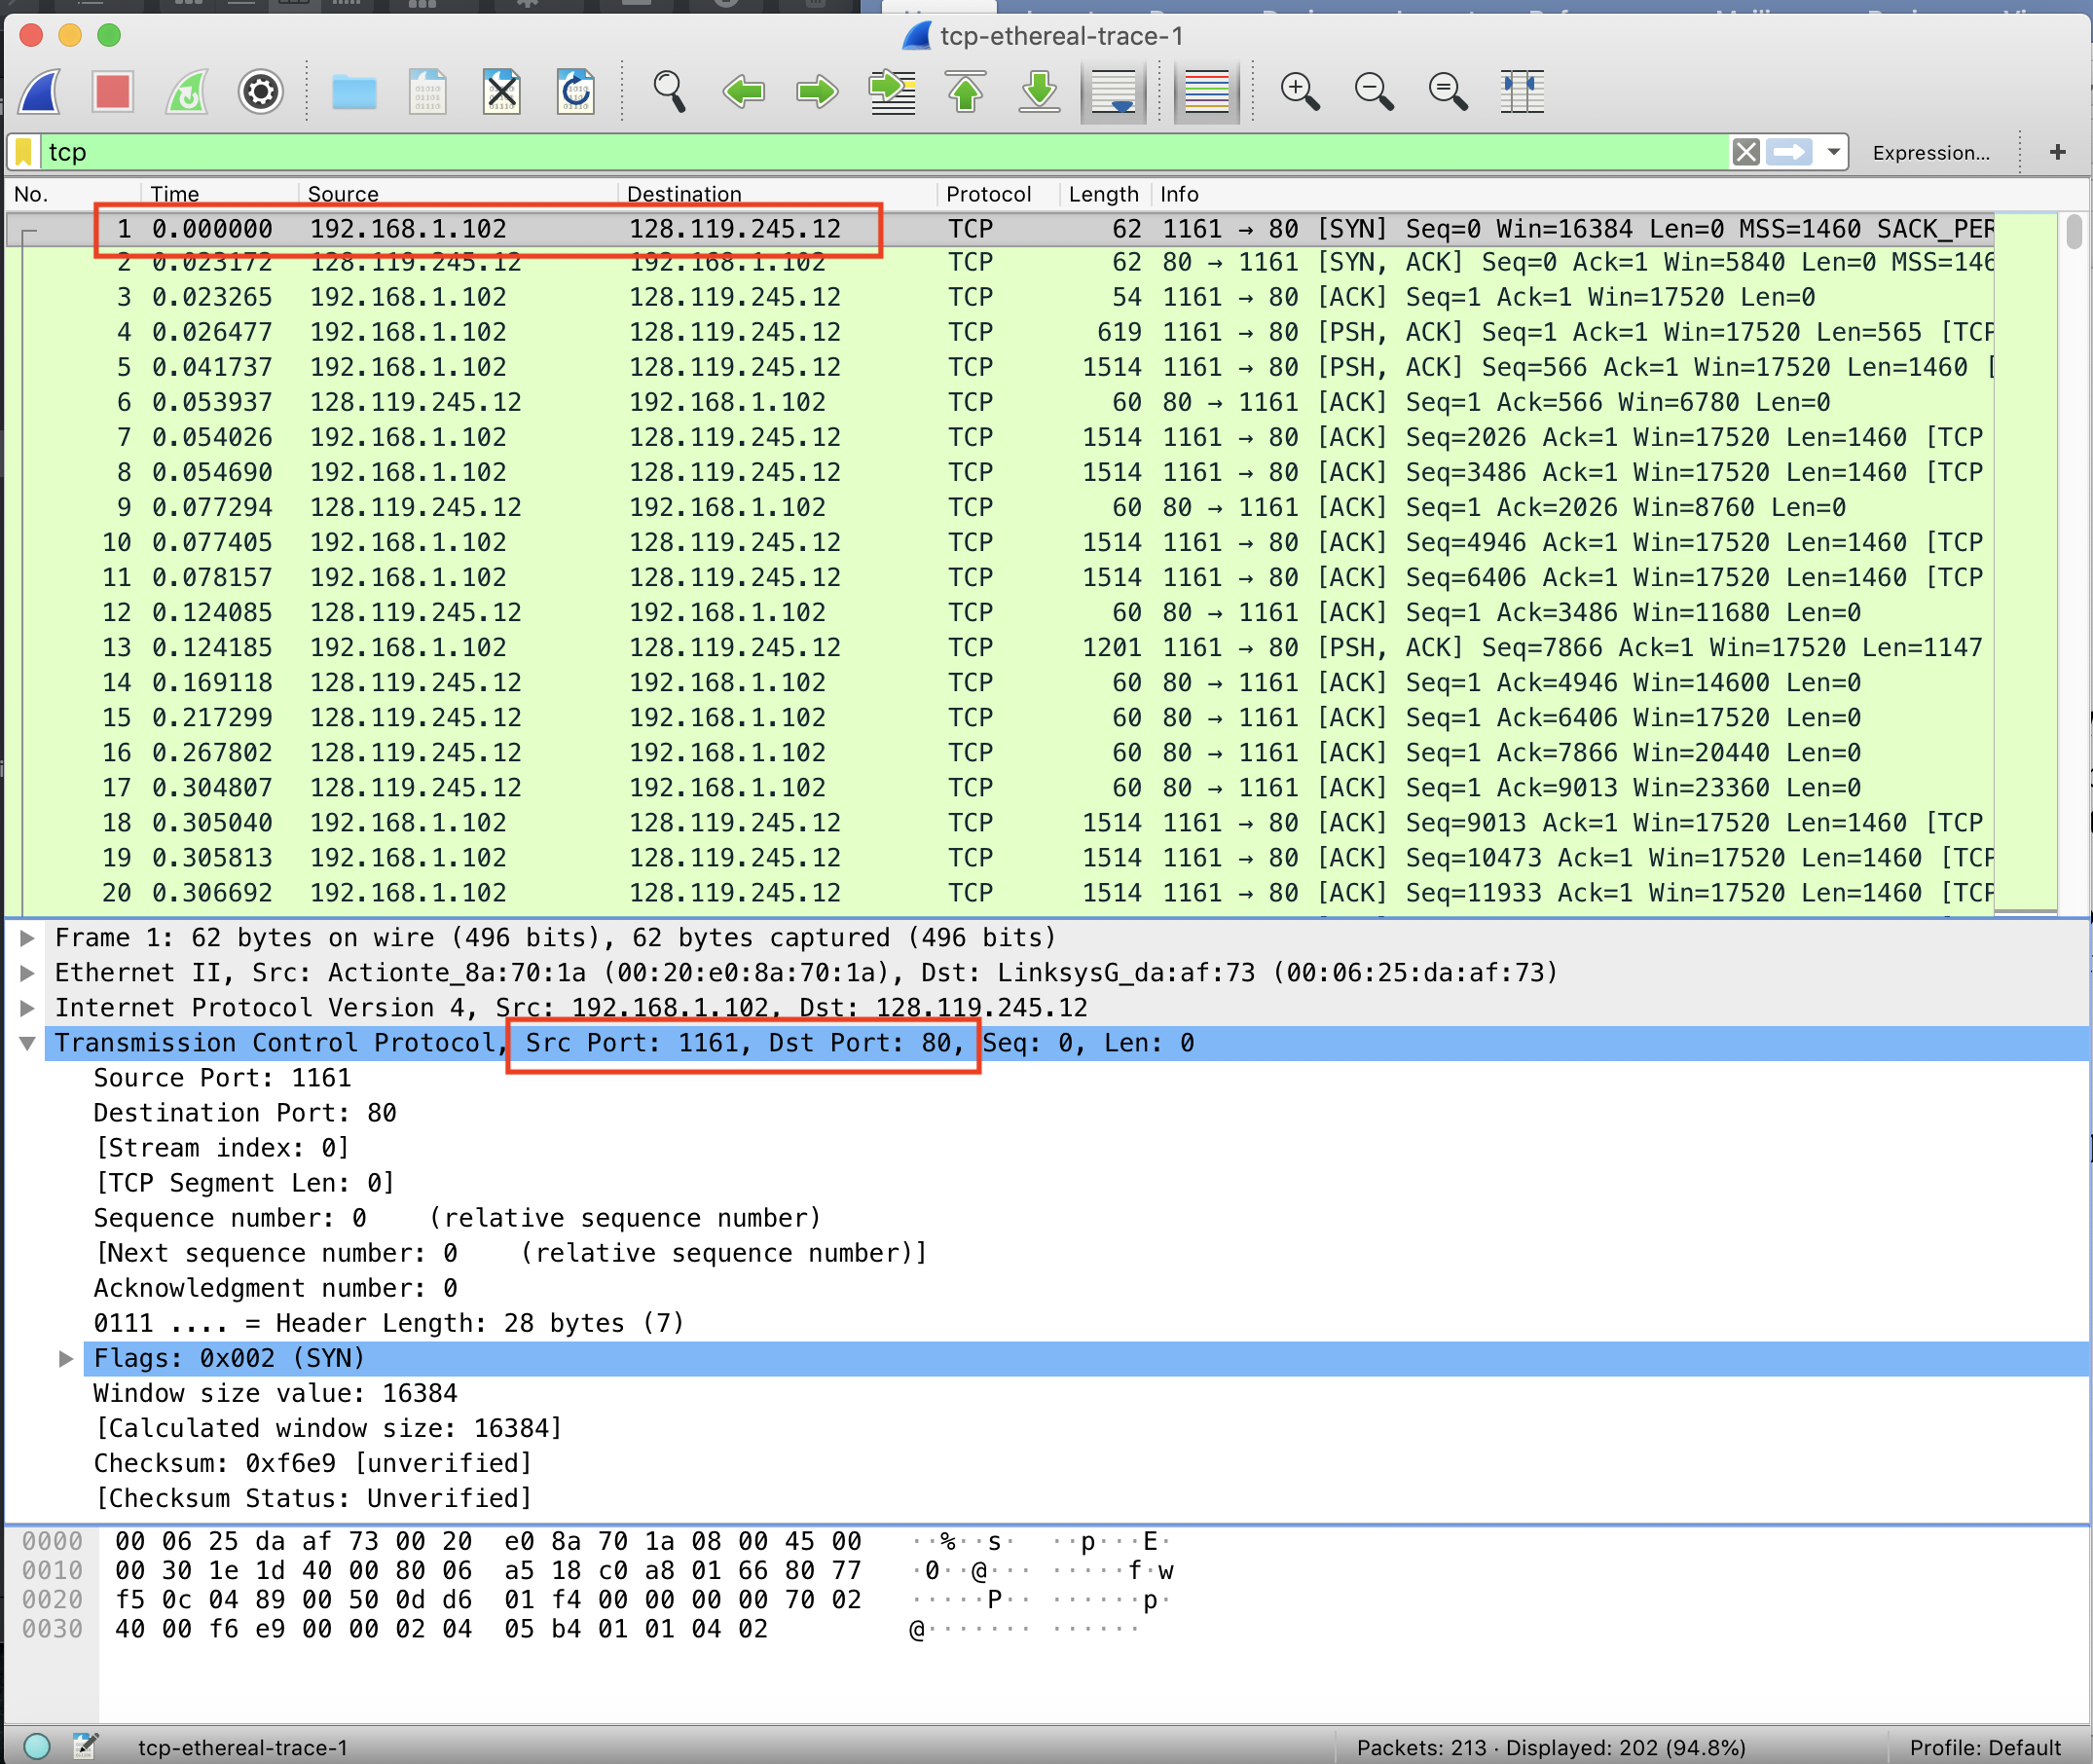 tcp-ethereal-trace-1
tcp
Expression...
+
No. Time Source Destination Protocol Length Info
1 0.000000 192.168.1.102 128.119.245.12 TCP 62 1161 → 80 [SYN] Seq=0 Win=16384 Len=0 MSS=1460 SACK_PER
2 0.023172 128.119.245.12 192.168.1.102 TCP 62 80 → 1161 [SYN, ACK] Seq=0 Ack=1 Win=5840 Len=0 MSS=146
3 0.023265 192.168.1.102 128.119.245.12 TCP 54 1161 → 80 [ACK] Seq=1 Ack=1 Win=17520 Len=0
4 0.026477 192.168.1.102 128.119.245.12 TCP 619 1161 → 80 [PSH, ACK] Seq=1 Ack=1 Win=17520 Len=565 [TCP
5 0.041737 192.168.1.102 128.119.245.12 TCP 1514 1161 → 80 [PSH, ACK] Seq=566 Ack=1 Win=17520 Len=1460 [
6 0.053937 128.119.245.12 192.168.1.102 TCP 60 80 → 1161 [ACK] Seq=1 Ack=566 Win=6780 Len=0
7 0.054026 192.168.1.102 128.119.245.12 TCP 1514 1161 → 80 [ACK] Seq=2026 Ack=1 Win=17520 Len=1460 [TCP
8 0.054690 192.168.1.102 128.119.245.12 TCP 1514 1161 → 80 [ACK] Seq=3486 Ack=1 Win=17520 Len=1460 [TCP
9 0.077294 128.119.245.12 192.168.1.102 TCP 60 80 → 1161 [ACK] Seq=1 Ack=2026 Win=8760 Len=0
10 0.077405 192.168.1.102 128.119.245.12 TCP 1514 1161 → 80 [ACK] Seq=4946 Ack=1 Win=17520 Len=1460 [TCP
11 0.078157 192.168.1.102 128.119.245.12 TCP 1514 1161 → 80 [ACK] Seq=6406 Ack=1 Win=17520 Len=1460 [TCP
12 0.124085 128.119.245.12 192.168.1.102 TCP 60 80 → 1161 [ACK] Seq=1 Ack=3486 Win=11680 Len=0
13 0.124185 192.168.1.102 128.119.245.12 TCP 1201 1161 → 80 [PSH, ACK] Seq=7866 Ack=1 Win=17520 Len=1147
14 0.169118 128.119.245.12 192.168.1.102 TCP 60 80 → 1161 [ACK] Seq=1 Ack=4946 Win=14600 Len=0
15 0.217299 128.119.245.12 192.168.1.102 TCP 60 80 → 1161 [ACK] Seq=1 Ack=6406 Win=17520 Len=0
16 0.267802 128.119.245.12 192.168.1.102 TCP 60 80 → 1161 [ACK] Seq=1 Ack=7866 Win=20440 Len=0
17 0.304807 128.119.245.12 192.168.1.102 TCP 60 80 → 1161 [ACK] Seq=1 Ack=9013 Win=23360 Len=0
18 0.305040 192.168.1.102 128.119.245.12 TCP 1514 1161 → 80 [ACK] Seq=9013 Ack=1 Win=17520 Len=1460 [TCP
19 0.305813 192.168.1.102 128.119.245.12 TCP 1514 1161 → 80 [ACK] Seq=10473 Ack=1 Win=17520 Len=1460 [TCP
20 0.306692 192.168.1.102 128.119.245.12 TCP 1514 1161 → 80 [ACK] Seq=11933 Ack=1 Win=17520 Len=1460 [TCP
Frame 1: 62 bytes on wire (496 bits), 62 bytes captured (496 bits)
Ethernet II, Src: Actionte_8a:70:1a (00:20:e0:8a:70:1a), Dst: LinksysG_da:af:73 (00:06:25:da:af:73)
Internet Protocol Version 4, Src: 192.168.1.102, Dst: 128.119.245.12
Transmission Control Protocol, Src Port: 1161, Dst Port: 80, Seq: 0, Len: 0
Source Port: 1161
Destination Port: 80
[Stream index: 0]
[TCP Segment Len: 0]
Sequence number: 0 (relative sequence number)
[Next sequence number: 0 (relative sequence number)]
Acknowledgment number: 0
0111 .... = Header Length: 28 bytes (7)
Flags: 0x002 (SYN)
Window size value: 16384
[Calculated window size: 16384]
Checksum: 0xf6e9 [unverified]
[Checksum Status: Unverified]
0000 00 06 25 da af 73 00 20 e0 8a 70 1a 08 00 45 00 ··%··s· ··p···E·
0010 00 30 1e 1d 40 00 80 06 a5 18 c0 a8 01 66 80 77 ·0··@··· ·····f·w
0020 f5 0c 04 89 00 50 0d d6 01 f4 00 00 00 00 70 02 ·····P·· ······p·
0030 40 00 f6 e9 00 00 02 04 05 b4 01 01 04 02 @······· ······
tcp-ethereal-trace-1
Packets: 213 · Displayed: 202 (94.8%)
Profile: Default